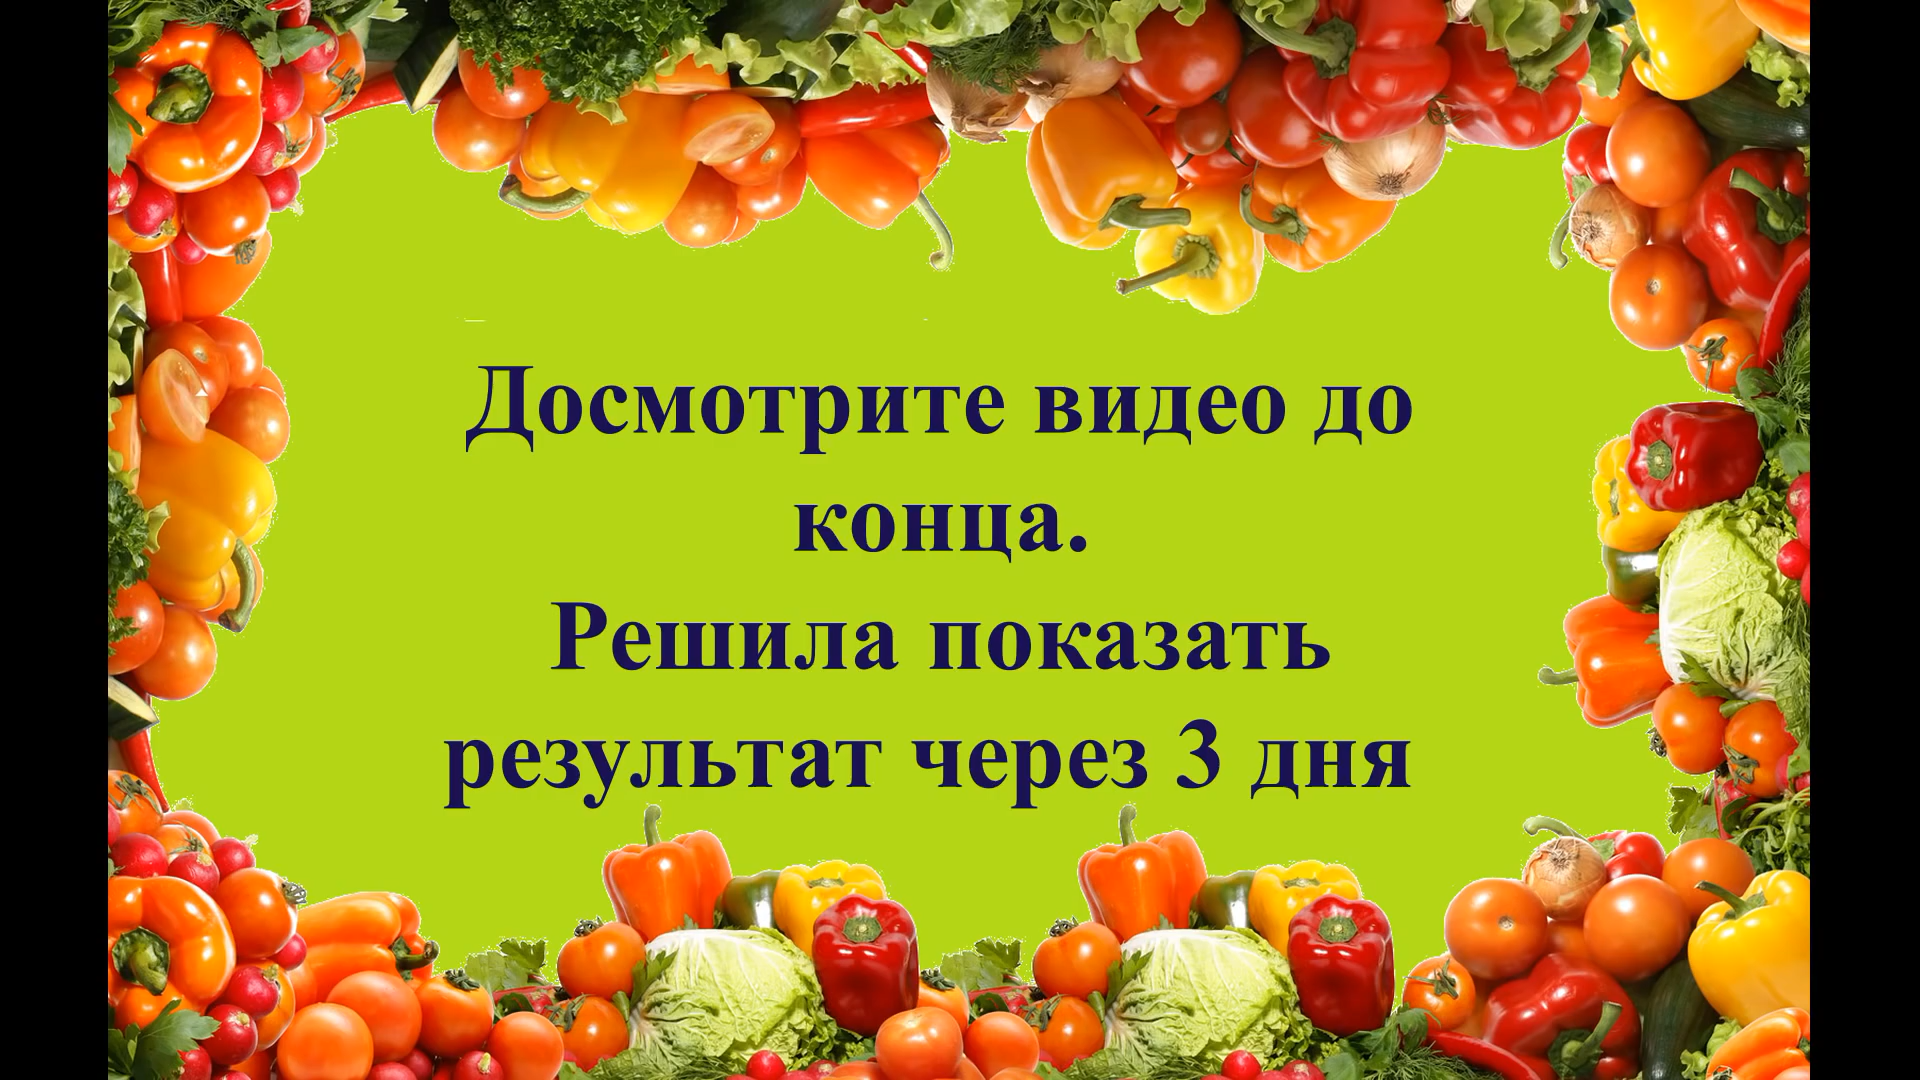 Досмотрите видео до
конца.
Решила показать
результат через 3 дня